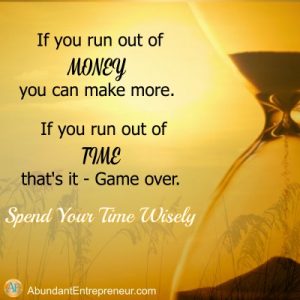 If you run out of
MONEY
you can make more.
If you run out of
TIME
that's it - Game over.
Spend Your Time Wisely
AE AbundantEntrepreneur.com